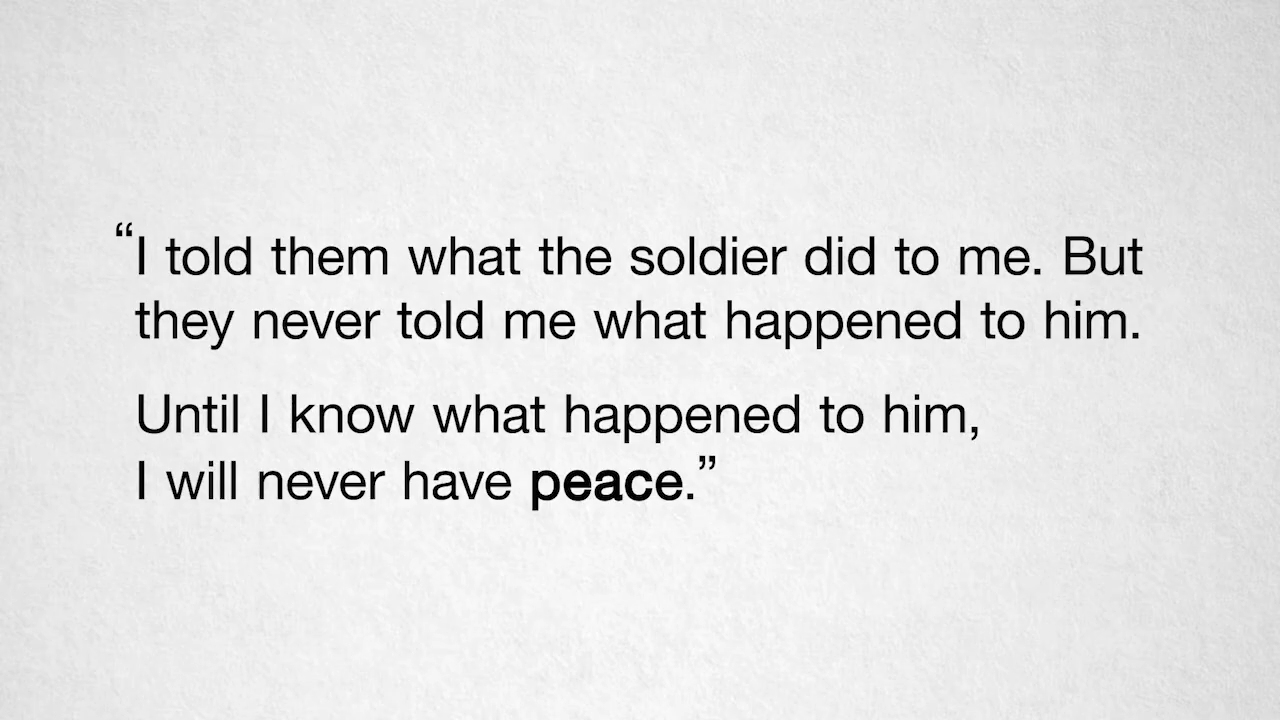 “I told them what the soldier did to me. But
they never told me what happened to him.
Until I know what happened to him,
I will never have peace.”